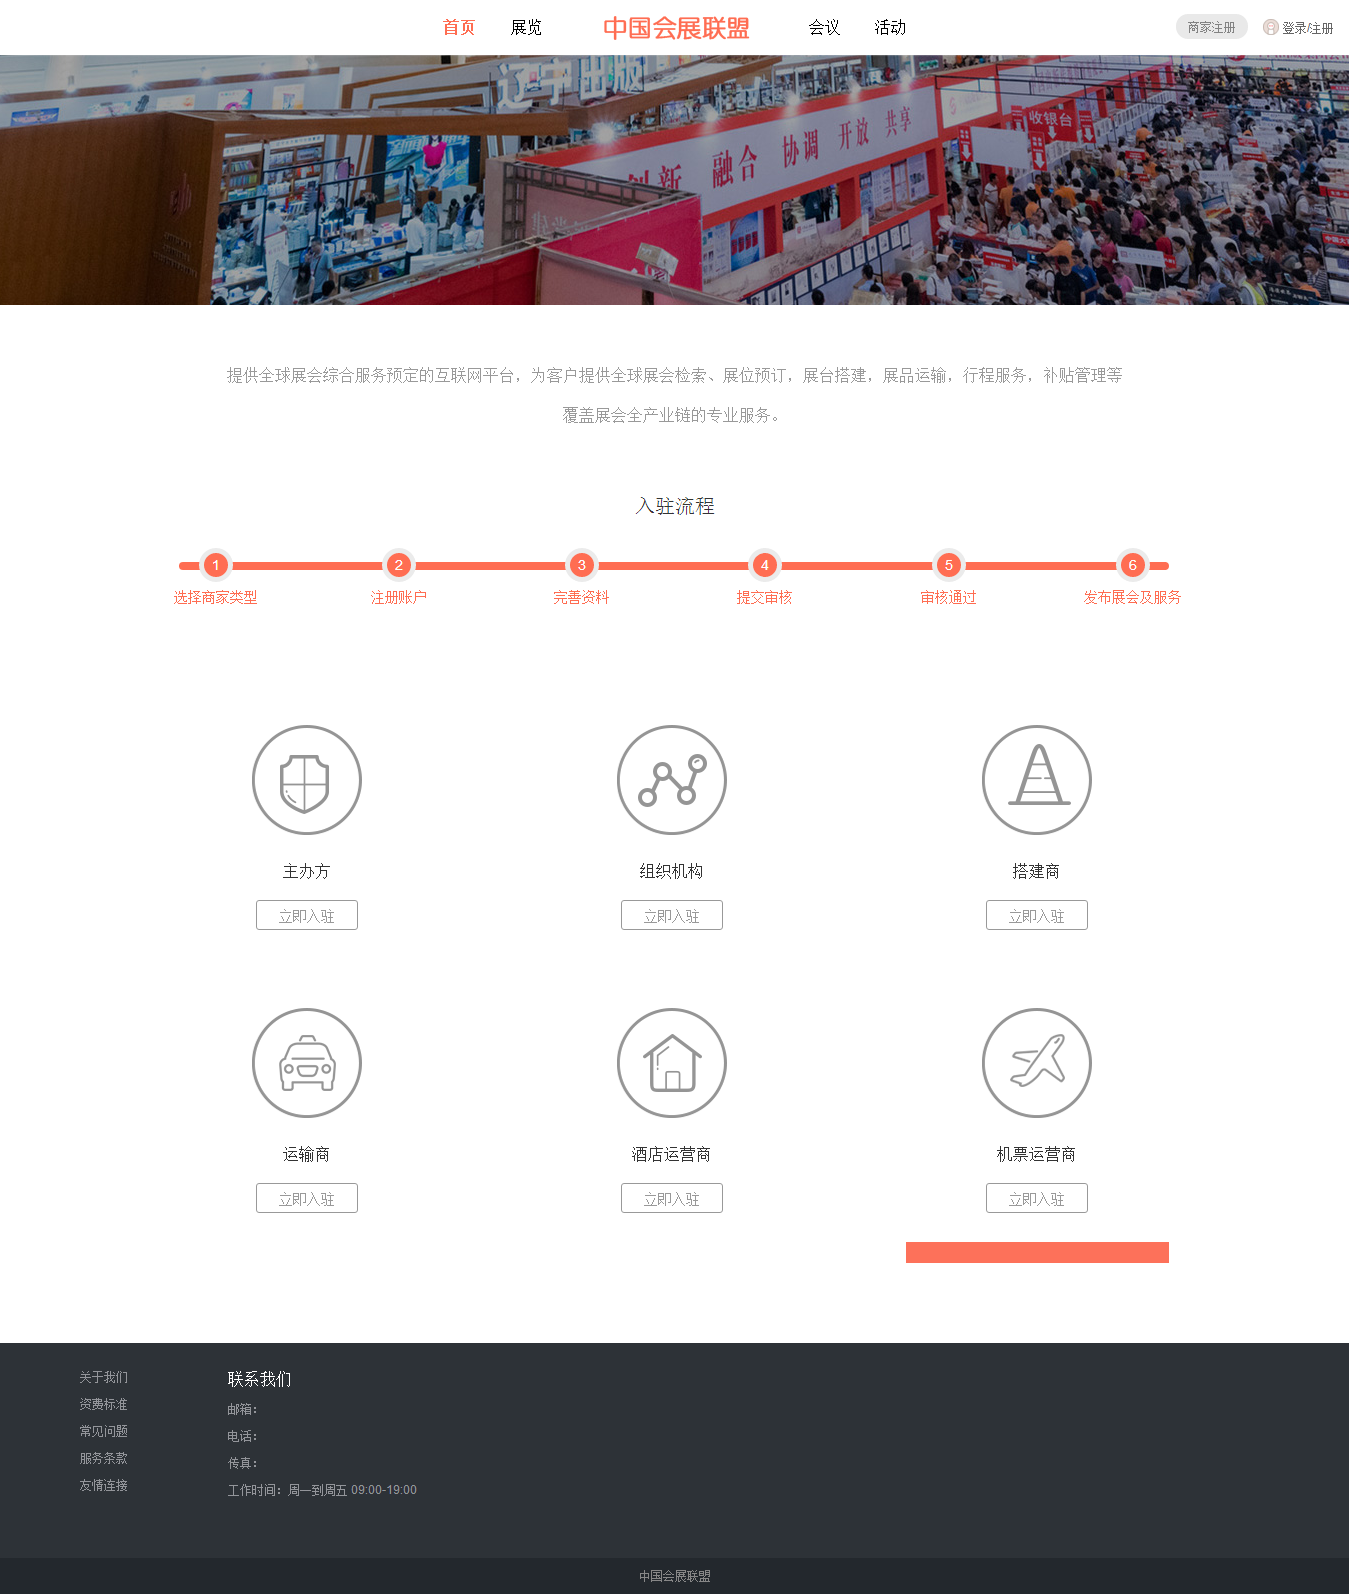 首页
展览
中国会展联盟
会议
活动
商家注册
登录/注册
辽宁出版
创新 融合 协调 开放 共享
收银台
提供全球展会综合服务预定的互联网平台，为客户提供全球展会检索、展位预订，展台搭建，展品运输，行程服务，补贴管理等
覆盖展会全产业链的专业服务。
入驻流程
1 2 3 4 5 6
选择商家类型 注册账户 完善资料 提交审核 审核通过 发布展会及服务
主办方 组织机构 搭建商
立即入驻 立即入驻 立即入驻
运输商 酒店运营商 机票运营商
立即入驻 立即入驻 立即入驻
关于我们
资费标准
常见问题
服务条款
友情连接
联系我们
邮箱：
电话：
传真：
工作时间：周一到周五 09:00-19:00
中国会展联盟